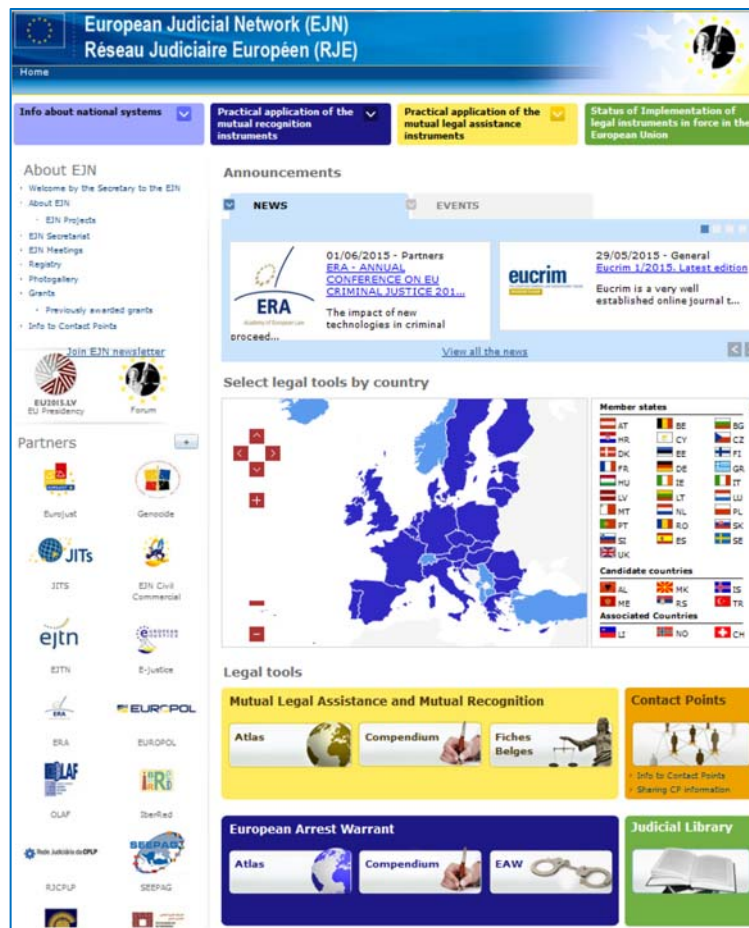 European Judicial Network (EJN)
Réseau Judiciaire Européen (RJE)
Home
Info about national systems
Practical application of the
mutual recognition
instruments
Practical application of the
mutual legal assistance
instruments
Status of Implementation of
legal instruments in force in the
European Union
About EJN
Welcome by the Secretary to the EJN
About EJN
EJN Projects
EJN Secretariat
EJN Meetings
Registry
Photogallery
Grants
Previously awarded grants
Info to Contact Points
Join EJN newsletter
EU2015.LV
EU Presidency
Forum
Partners
Eurojust
Genocide
JITs
JITS
EJN Civil
Commercial
ejtn
EJTN
E-Justice
ERA
ERA
EUROPOL
EUROPOL
OLAF
OLAF
IberRed
Rede Judiciária da CPLP
RJCPLP
SEEPAG
SEEPAG
Announcements
NEWS
EVENTS
ERA
Academy of European Law
01/06/2015 - Partners
ERA - ANNUAL
CONFERENCE ON EU
CRIMINAL JUSTICE 201...
The impact of new
technologies in criminal
proceed...
eucrim
29/05/2015 - General
Eucrim 1/2015. Latest edition
Eucrim is a very well
established online journal t...
View all the news
Select legal tools by country
Member states
AT BE BG
HR CY CZ
DK EE FI
FR DE GR
HU IE IT
LV LT LU
MT NL PL
PT RO SK
SI ES SE
UK
Candidate countries
AL MK IS
ME RS TR
Associated Countries
LI NO CH
Legal tools
Mutual Legal Assistance and Mutual Recognition
Atlas
Compendium
Fiches
Belges
Contact Points
Info to Contact Points
Sharing CP information
European Arrest Warrant
Atlas
Compendium
EAW
Judicial Library